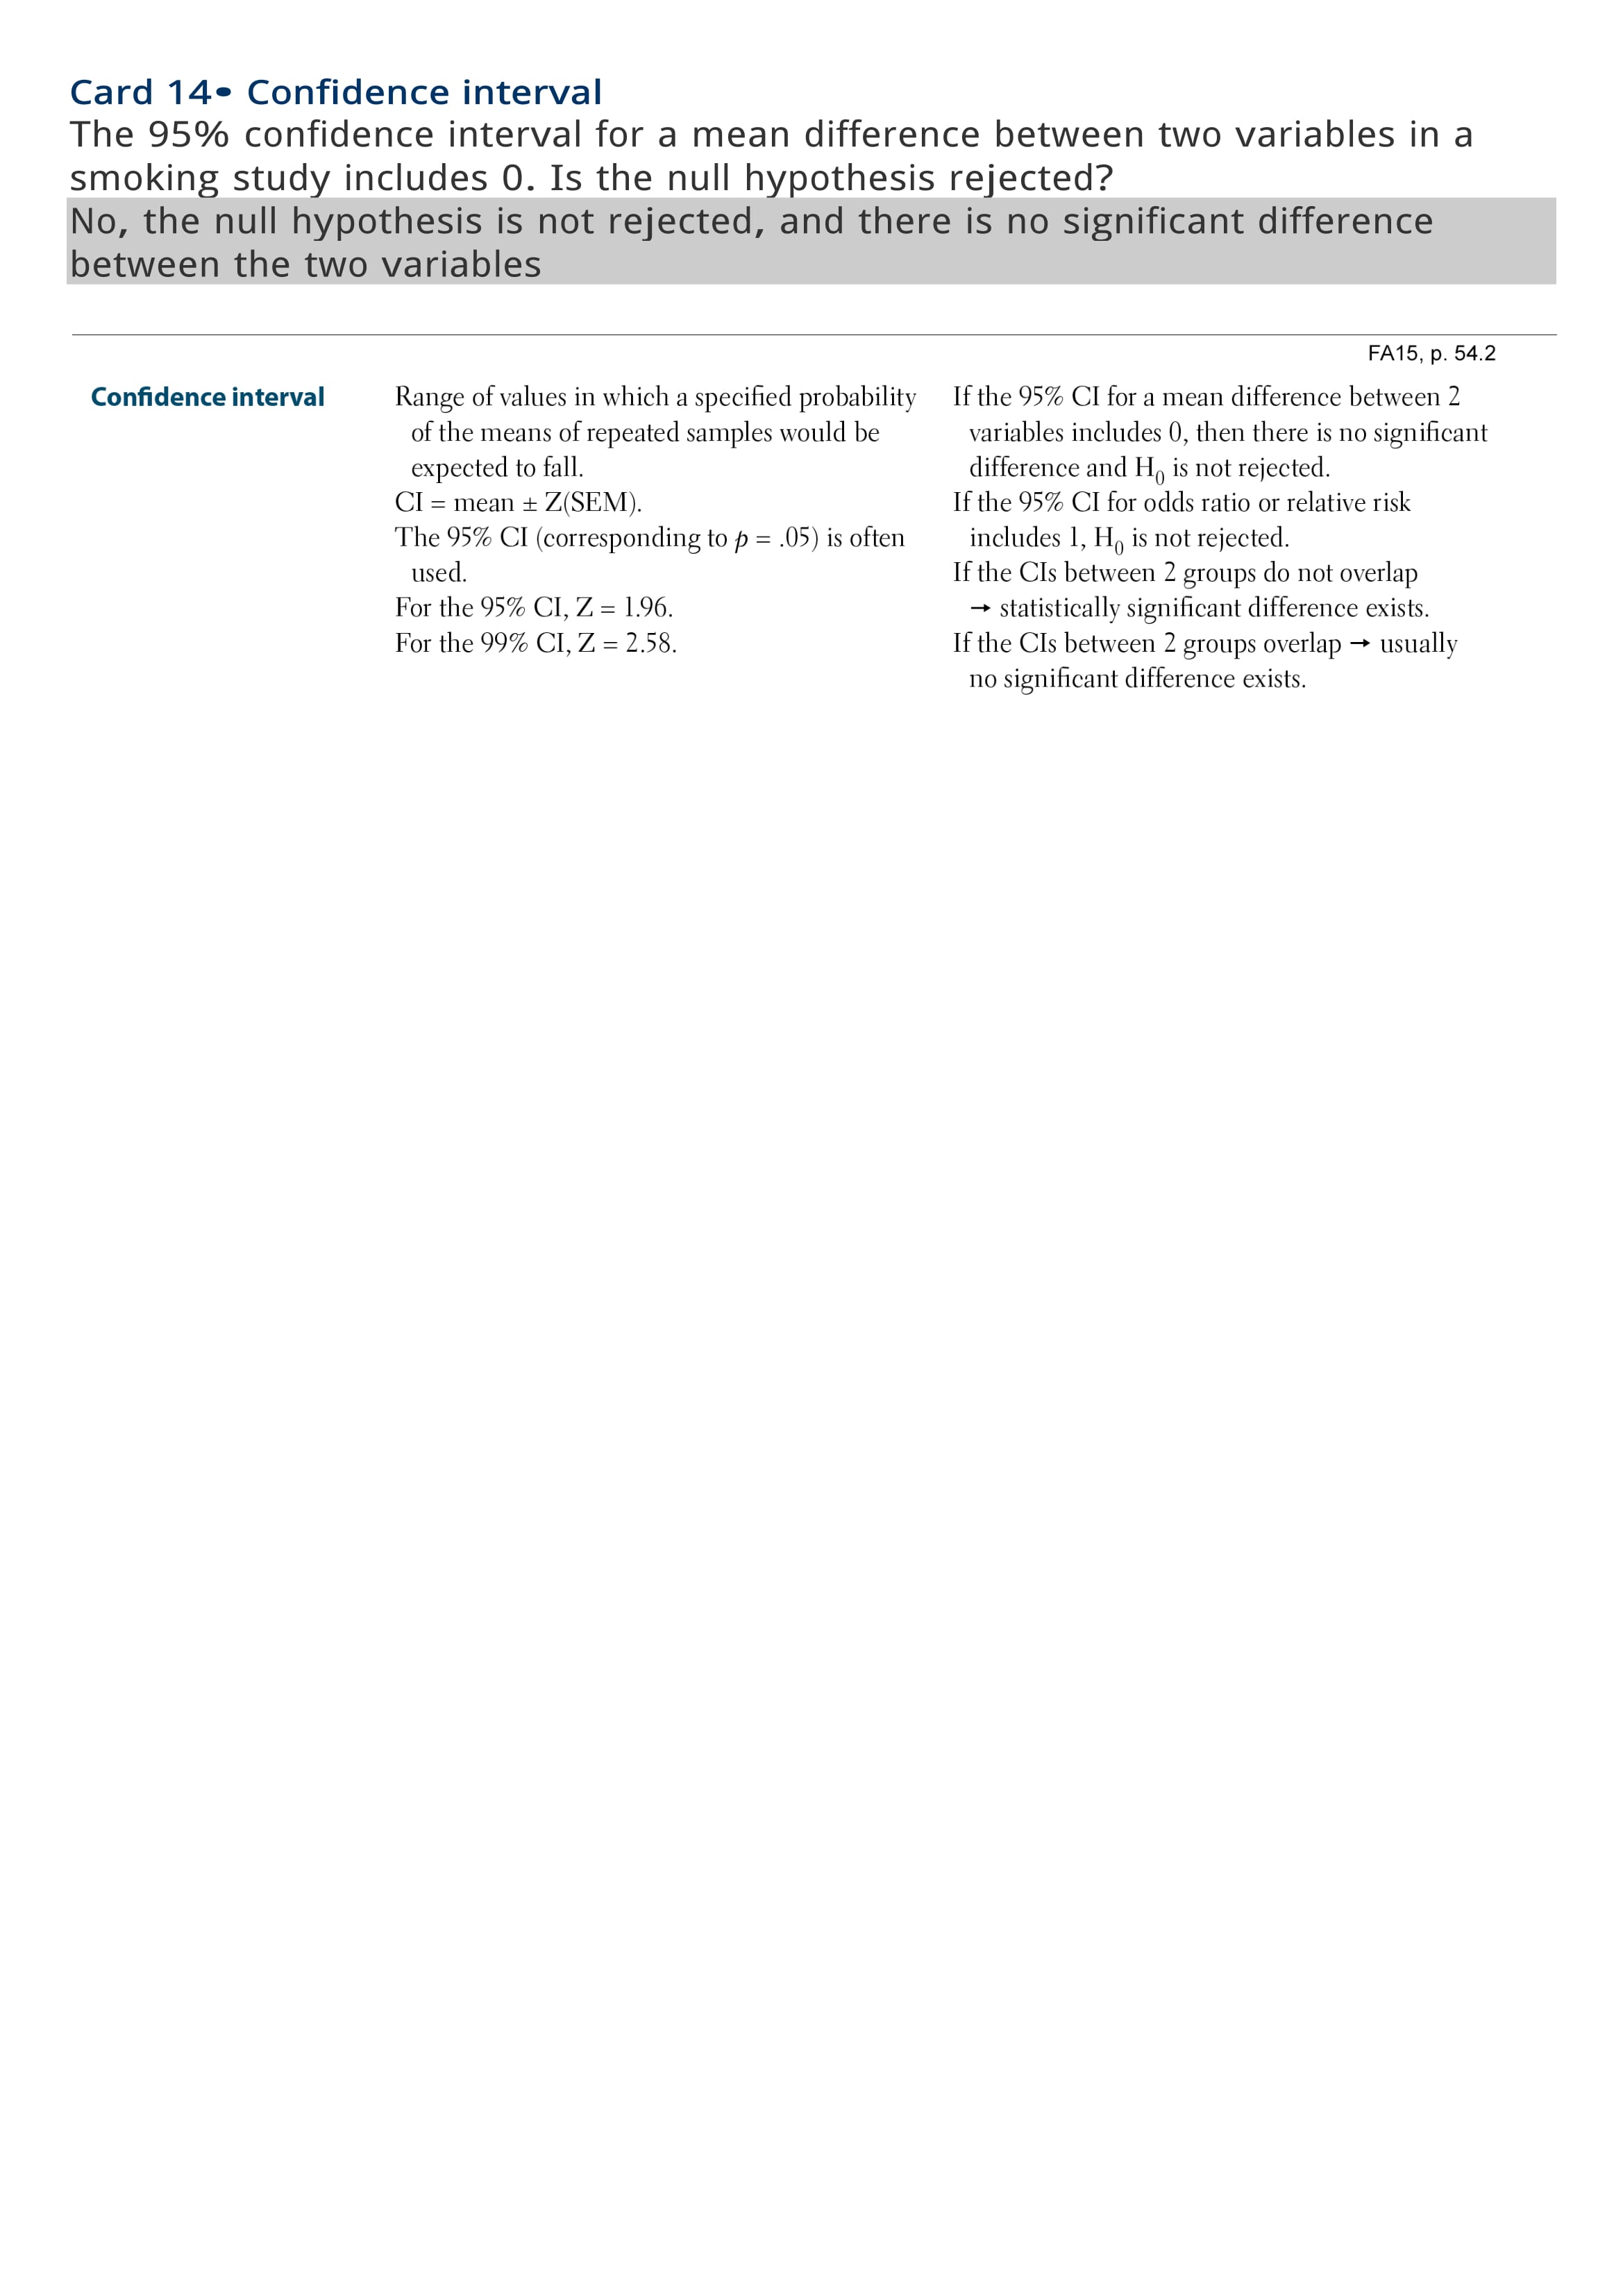 Card 14• Confidence interval
The 95% confidence interval for a mean difference between two variables in a
smoking study includes 0. Is the null hypothesis rejected?
No, the null hypothesis is not rejected, and there is no significant difference
between the two variables
FA15, p. 54.2
Confidence interval
Range of values in which a specified probability
of the means of repeated samples would be
expected to fall.
CI = mean ± Z(SEM).
The 95% CI (corresponding to p = .05) is often
used.
For the 95% CI, Z = 1.96.
For the 99% CI, Z = 2.58.
If the 95% CI for a mean difference between 2
variables includes 0, then there is no significant
difference and H₀ is not rejected.
If the 95% CI for odds ratio or relative risk
includes 1, H₀ is not rejected.
If the CIs between 2 groups do not overlap
→ statistically significant difference exists.
If the CIs between 2 groups overlap → usually
no significant difference exists.